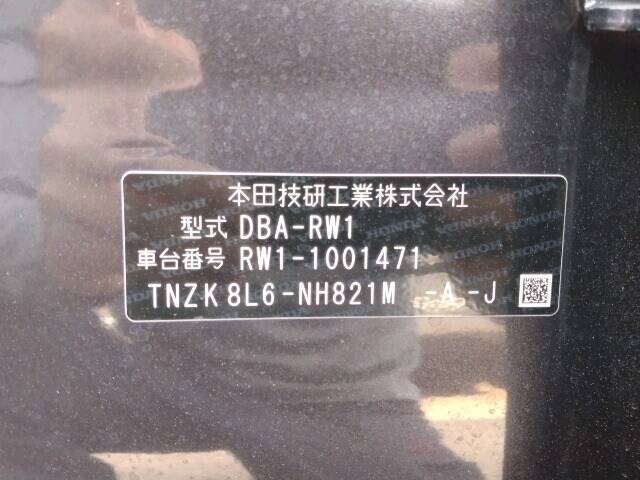 本田技研工業株式会社
型式 DBA-RW1
車台番号 RW1-1001471
TNZK8L6-NH821M -A -J